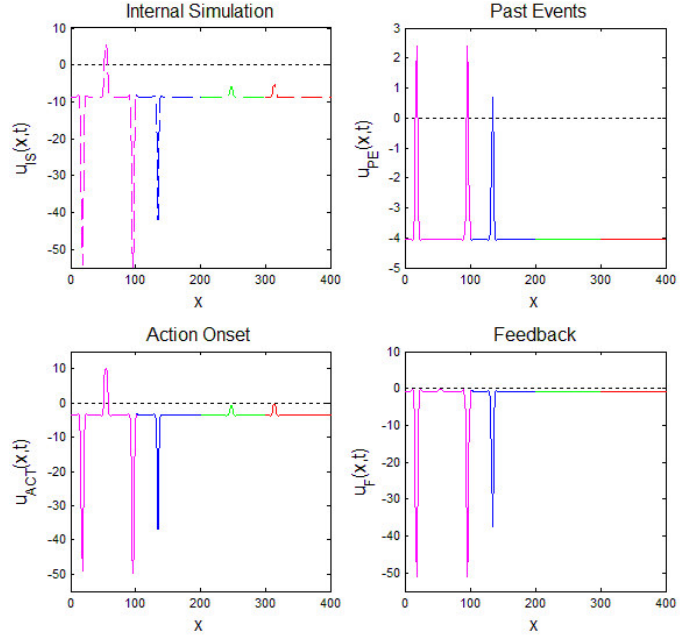 Internal Simulation
10
0
-10
-20
-30
-40
-50
u_IS(x,t)
0 100 200 300 400
x
Past Events
3
2
1
0
-1
-2
-3
-4
-5
u_PE(x,t)
0 100 200 300 400
x
Action Onset
10
0
-10
-20
-30
-40
-50
u_ACT(x,t)
0 100 200 300 400
x
Feedback
10
0
-10
-20
-30
-40
-50
u_F(x,t)
0 100 200 300 400
x